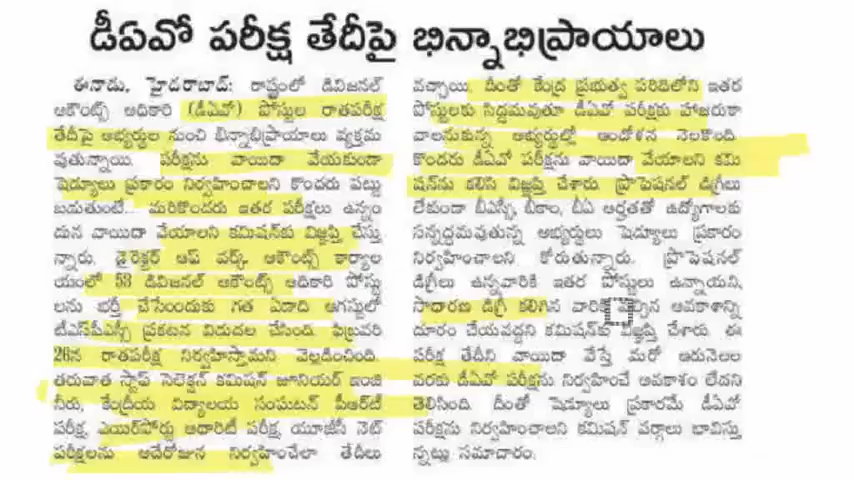 డీఏవో పరీక్ష తేదీపై భిన్నాభిప్రాయాలు
ఈనాడు, హైదరాబాద్: రాష్ట్రంలో డివిజనల్
అకౌంట్స్ అధికారి (డీఏవో) పోస్టుల రాతపరీక్ష
తేదీపై అభ్యర్థుల నుంచి భిన్నాభిప్రాయాలు వ్యక్తమ
వుతున్నాయి. పరీక్షను వాయిదా వేయకుండా
షెడ్యూలు ప్రకారం నిర్వహించాలని కొందరు పట్టు
బడుతుంటే... మరికొందరు ఇతర పరీక్షలు ఉన్నం
దున వాయిదా వేయాలని కమిషన్‌కు విజ్ఞప్తి చేస్తు
న్నారు. డైరెక్టర్ ఆఫ్ వర్క్స్ అకౌంట్స్ కార్యాల
యంలో 53 డివిజనల్ అకౌంట్స్ అధికారి పోస్టు
లను భర్తీ చేసేందుకు గత ఏడాది ఆగస్టులో
టీఎస్‌పీఎస్సీ ప్రకటన విడుదల చేసింది. ఫిబ్రవరి
26న రాతపరీక్ష నిర్వహిస్తామని వెల్లడించింది.
తరువాత స్టాఫ్ సెలెక్షన్ కమిషన్ జూనియర్ ఇంజి
నీరు, కేంద్రీయ విద్యాలయ సంఘటన్ పీఆర్‌టీ
పరీక్ష, ఎయిర్‌పోర్టు అథారిటీ పరీక్ష, యూజీసీ నెట్
పరీక్షలను అదేరోజున నిర్వహించేలా తేదీలు
వచ్చాయి. దీంతో కేంద్ర ప్రభుత్వ పరిధిలోని ఇతర
పోస్టులకు సిద్ధమవుతూ డీఏవో పరీక్షకు హాజరుకా
వాలనుకున్న అభ్యర్థుల్లో ఆందోళన నెలకొంది.
కొందరు డీఏవో పరీక్షను వాయిదా వేయాలని కమి
షన్‌ను కలిసి విజ్ఞప్తి చేశారు. ప్రొఫెషనల్ డిగ్రీలు
లేకుండా బీఎస్సీ, బీకాం, బీఏ అర్హతతో ఉద్యోగాలకు
సన్నద్ధమవుతున్న అభ్యర్థులు షెడ్యూలు ప్రకారం
నిర్వహించాలని కోరుతున్నారు. ప్రొఫెషనల్
డిగ్రీలు ఉన్నవారికి ఇతర పోస్టులు ఉన్నాయని,
సాధారణ డిగ్రీ కలిగిన అవకాశాన్ని
దూరం చేయవద్దని కమిషన్‌కు విజ్ఞప్తి చేశారు. ఈ
పరీక్ష తేదీని వాయిదా వేస్తే మరో ఇరునెలల
వరకు డీఏవో పరీక్షను నిర్వహించే అవకాశం లేదని
తెలిసింది. దీంతో షెడ్యూలు ప్రకారమే డీఏవో
పరీక్షను నిర్వహించాలని కమిషన్ వర్గాలు భావిస్తు
న్నట్లు సమాచారం.